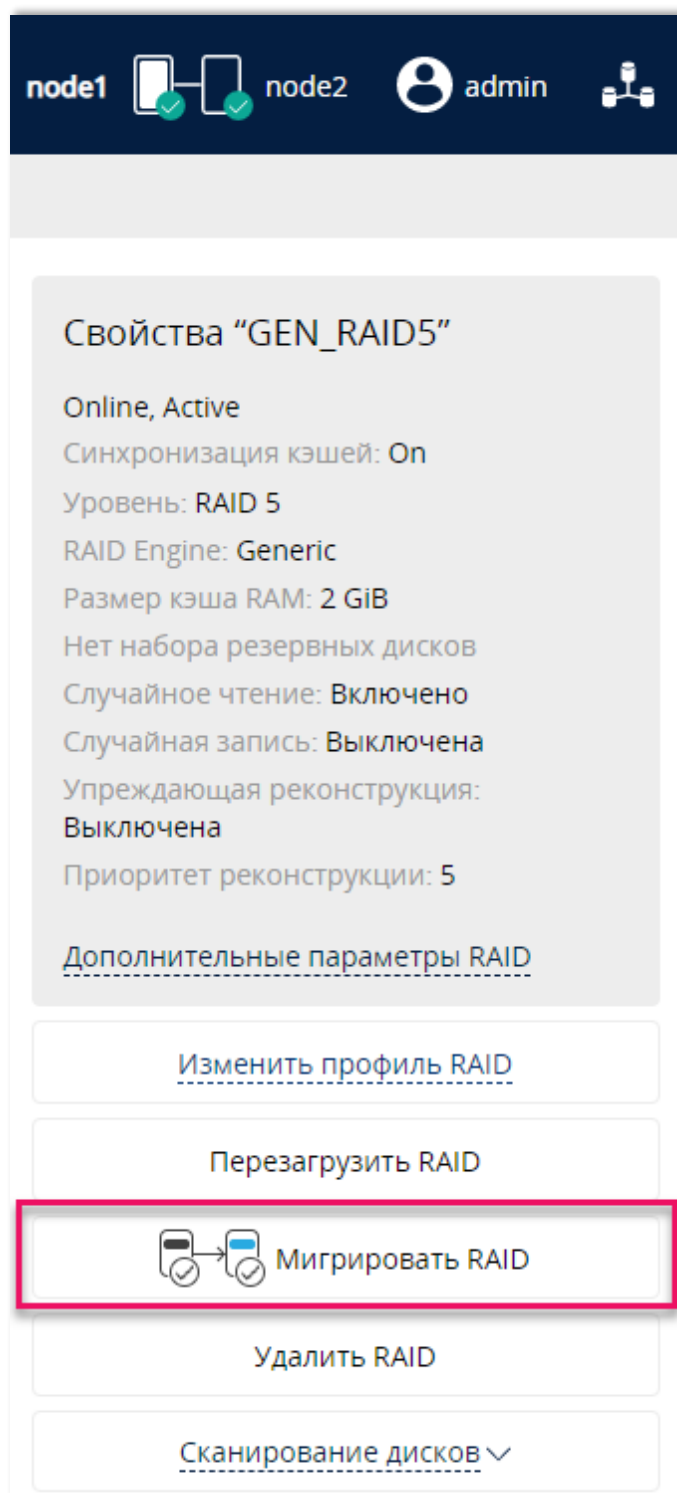 node1 node2 admin
Свойства “GEN_RAID5”
Online, Active
Синхронизация кэшей: On
Уровень: RAID 5
RAID Engine: Generic
Размер кэша RAM: 2 GiB
Нет набора резервных дисков
Случайное чтение: Включено
Случайная запись: Выключена
Упреждающая реконструкция:
Выключена
Приоритет реконструкции: 5
Дополнительные параметры RAID
Изменить профиль RAID
Перезагрузить RAID
Мигрировать RAID
Удалить RAID
Сканирование дисков